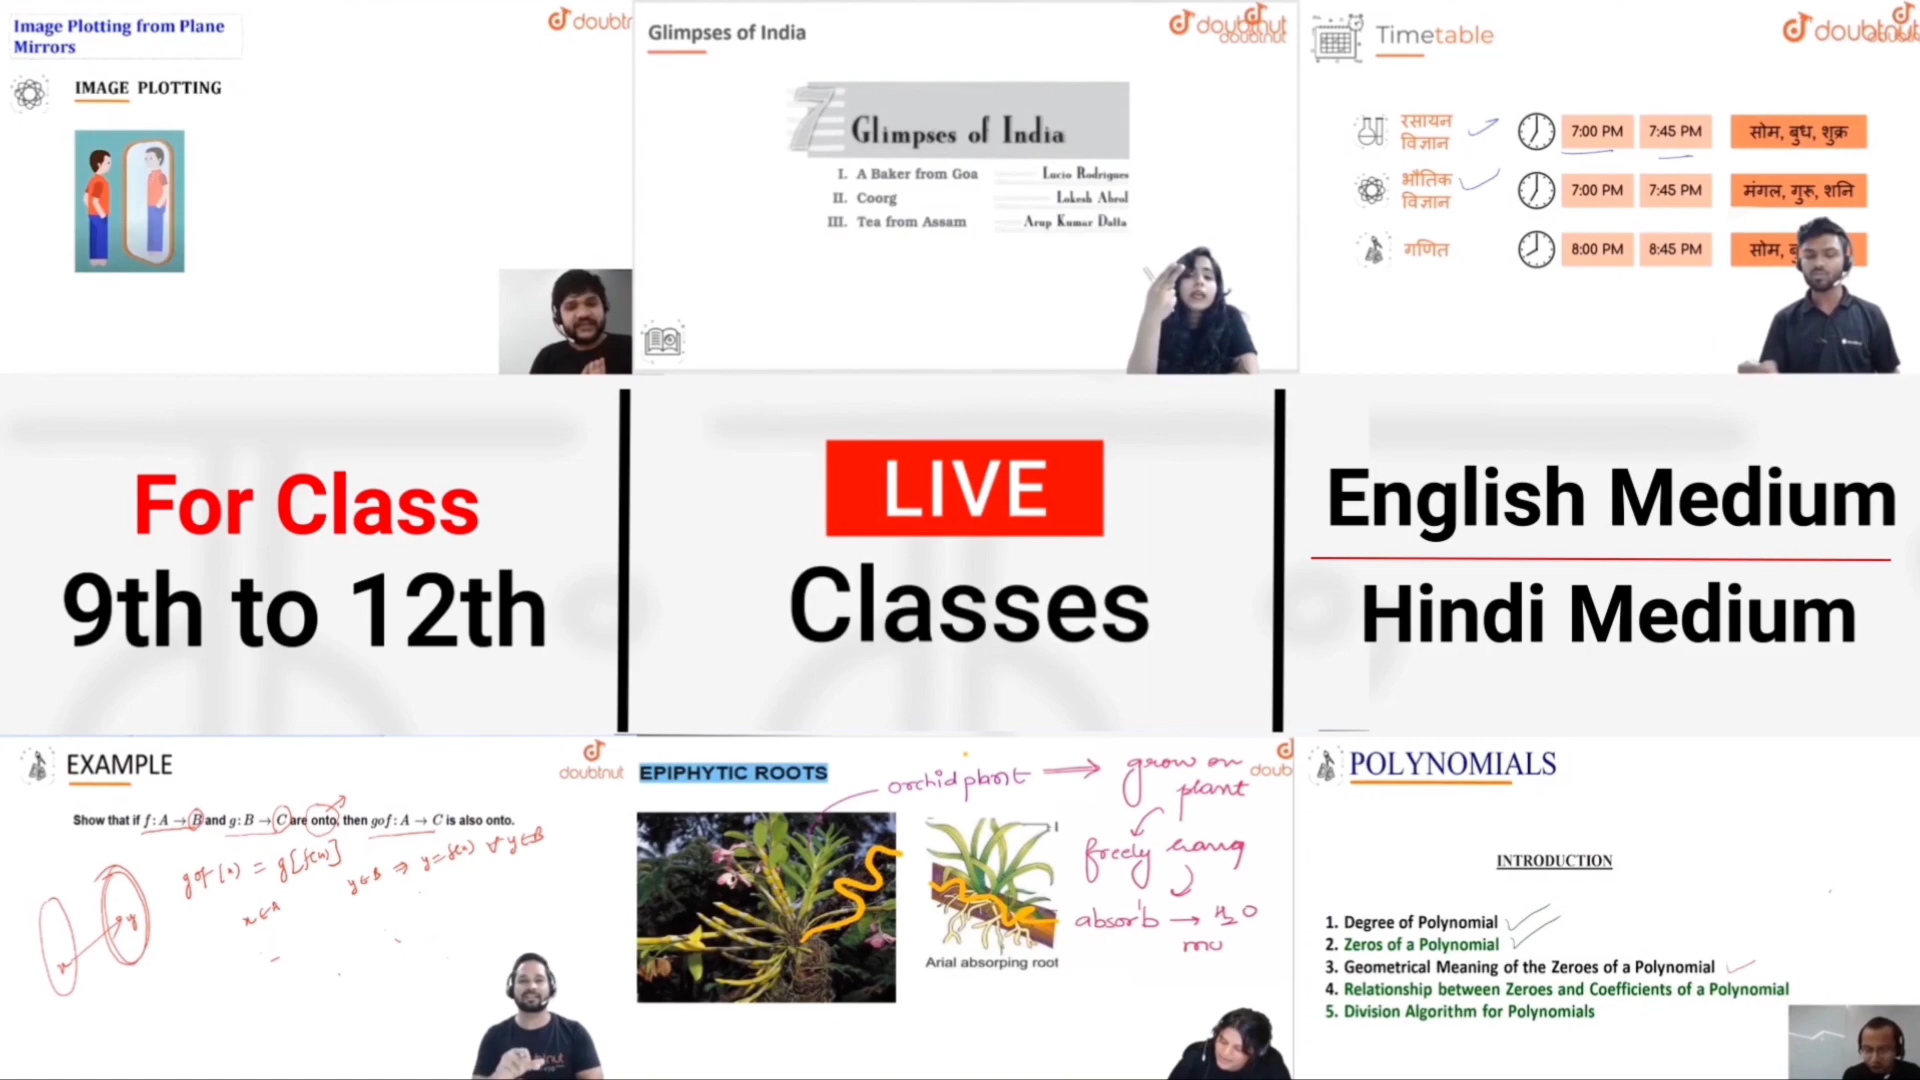 Image Plotting from Plane
Mirrors
IMAGE PLOTTING
Glimpses of India
doubtnut
doubtnut
7
Glimpses of India
I. A Baker from Goa Lucio Rodrigues
II. Coorg Lokesh Abrol
III. Tea from Assam Arup Kumar Datta
Timetable
doubtnut
रसायन
विज्ञान
7:00 PM 7:45 PM सोम, बुध, शुक्र
भौतिक
विज्ञान
7:00 PM 7:45 PM मंगल, गुरु, शनि
गणित 8:00 PM 8:45 PM सोम,
For Class
9th to 12th
LIVE
Classes
English Medium
Hindi Medium
EXAMPLE
doubtnut
Show that if f: A → B and g: B → C are onto, then gof: A → C is also onto.
gof(x) = g[f(x)]
y∈B ⇒ y=f(x) ∀ y∈B
x∈A
x
y
EPIPHYTIC ROOTS
doub
orchid plant → grow on
plant
freely hang
absorb → H2O
Arial absorping root
POLYNOMIALS
INTRODUCTION
1. Degree of Polynomial
2. Zeros of a Polynomial
3. Geometrical Meaning of the Zeroes of a Polynomial
4. Relationship between Zeroes and Coefficients of a Polynomial
5. Division Algorithm for Polynomials